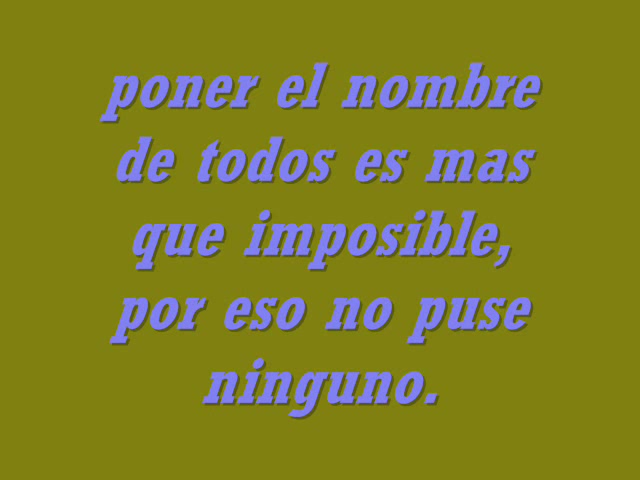 poner el nombre
de todos es mas
que imposible,
por eso no puse
ninguno.